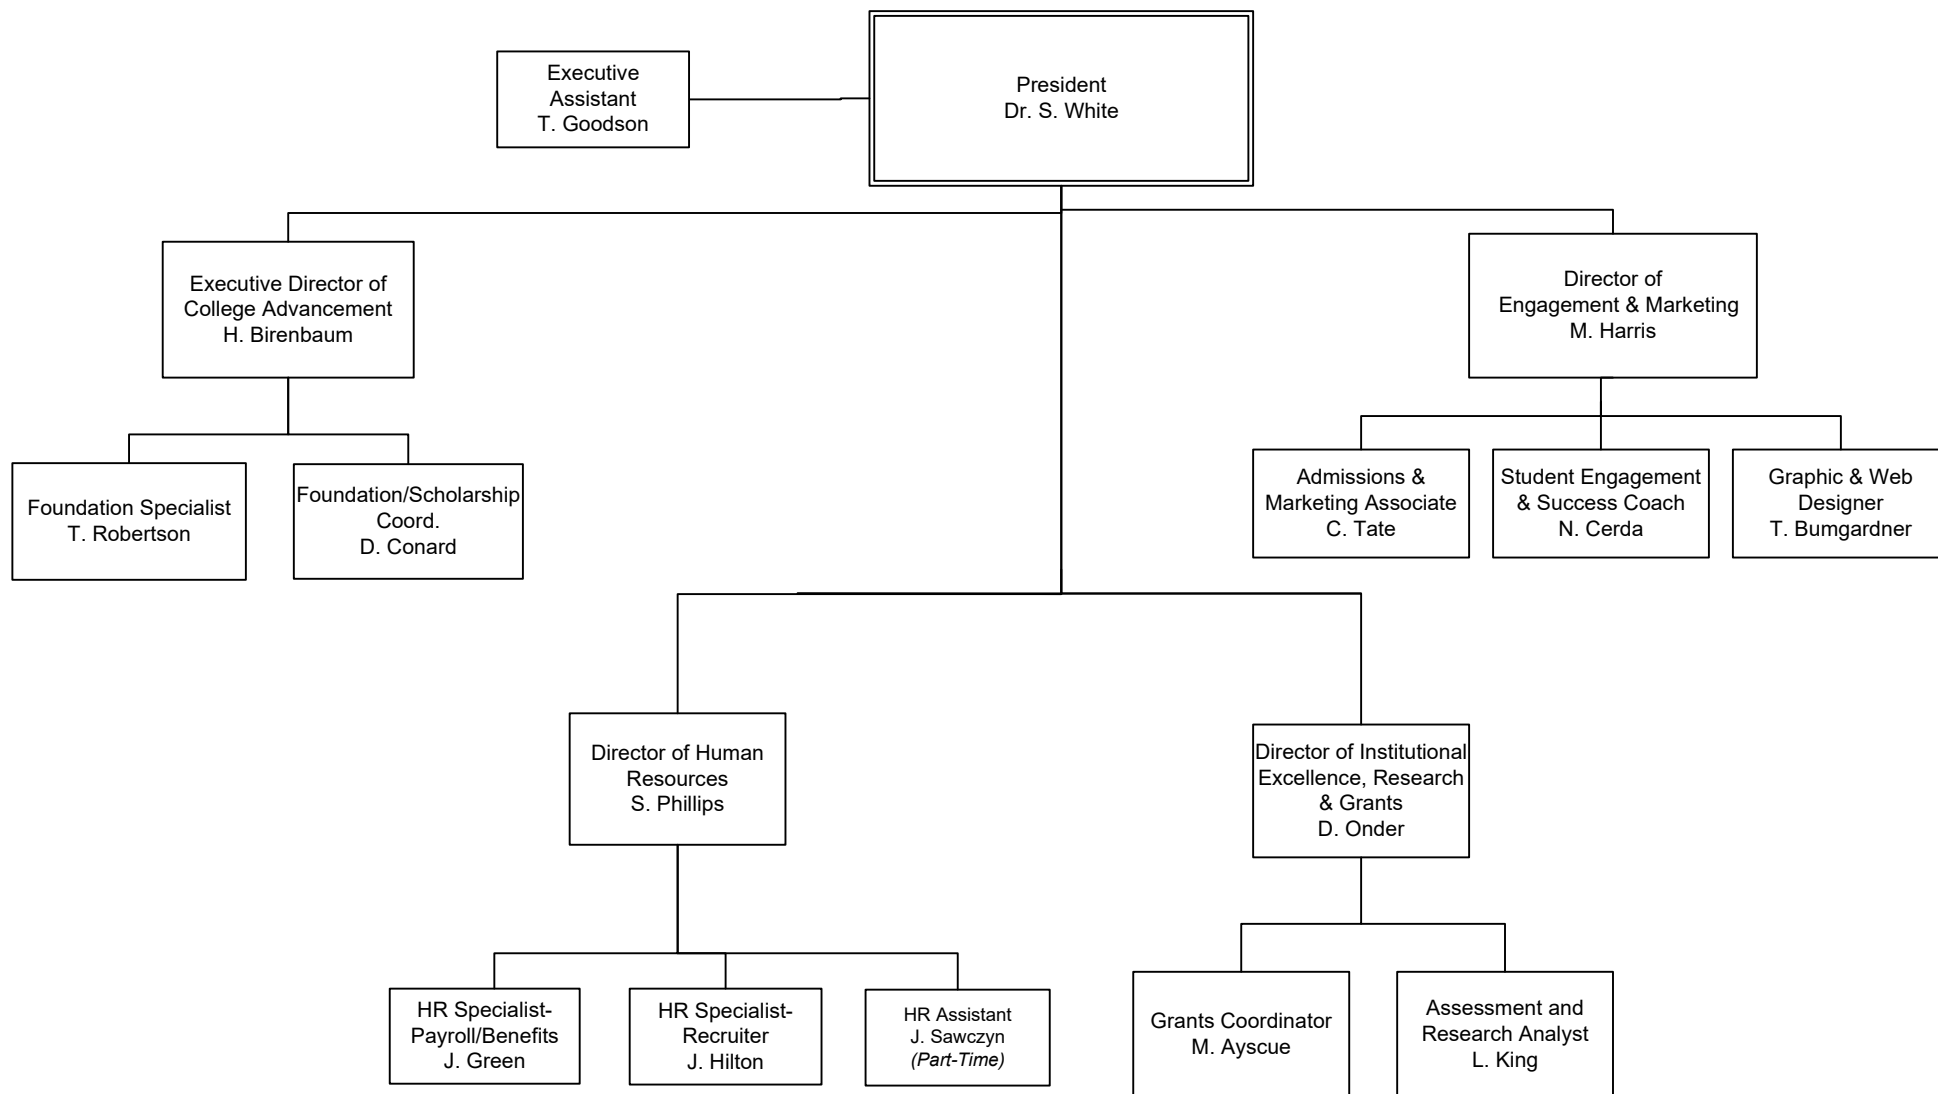 Executive
Assistant
T. Goodson
President
Dr. S. White
Executive Director of
College Advancement
H. Birenbaum
Director of
Engagement & Marketing
M. Harris
Foundation Specialist
T. Robertson
Foundation/Scholarship
Coord.
D. Conard
Admissions &
Marketing Associate
C. Tate
Student Engagement
& Success Coach
N. Cerda
Graphic & Web
Designer
T. Bumgardner
Director of Human
Resources
S. Phillips
Director of Institutional
Excellence, Research
& Grants
D. Onder
HR Specialist-
Payroll/Benefits
J. Green
HR Specialist-
Recruiter
J. Hilton
HR Assistant
J. Sawczyn
(Part-Time)
Grants Coordinator
M. Ayscue
Assessment and
Research Analyst
L. King